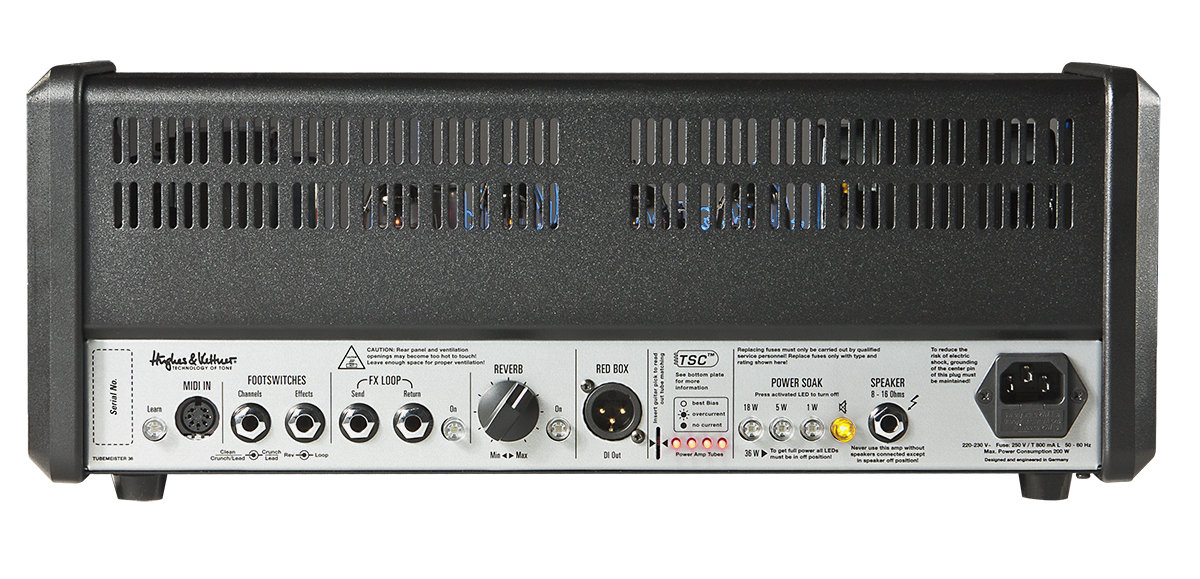 Serial No.
TUBEMEISTER 36
Hughes & Kettner
TECHNOLOGY OF TONE
MIDI IN
Learn
FOOTSWITCHES
Channels
Effects
Clean
Crunch/Lead
Crunch
Lead
Rev
Loop
CAUTION: Rear panel and ventilation
openings may become too hot to touch!
Leave enough space for proper ventilation!
FX LOOP
Send
Return
On
REVERB
On
Min ◄► Max
RED BOX
DI Out
Insert guitar pick to read
out tube matching
TSC™
See bottom plate
for more
information
best Bias
overcurrent
no current
Power Amp Tubes
Replacing fuses must only be carried out by qualified
service personnel! Replace fuses only with type and
rating shown here!
POWER SOAK
Press activated LED to turn off!
18 W
5 W
1 W
36 W ► To get full power all LEDs
must be in off position!
SPEAKER
8 - 16 Ohms
Never use this amp without
speakers connected except
in speaker off position!
To reduce the
risk of electric
shock, grounding
of the center pin
of this plug must
be maintained!
220-230 V~ Fuse: 250 V / T 800 mA L 50 - 60 Hz
Max. Power Consumption 200 W
Designed and engineered in Germany